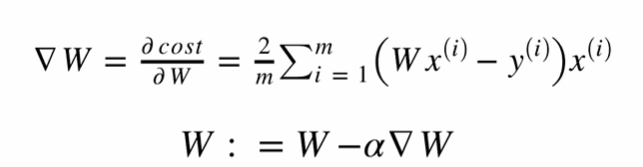 ∇W = ∂cost/∂W = 2/m ∑_{i = 1}^{m} (Wx^{(i)} − y^{(i)})x^{(i)}
W : = W − α∇W